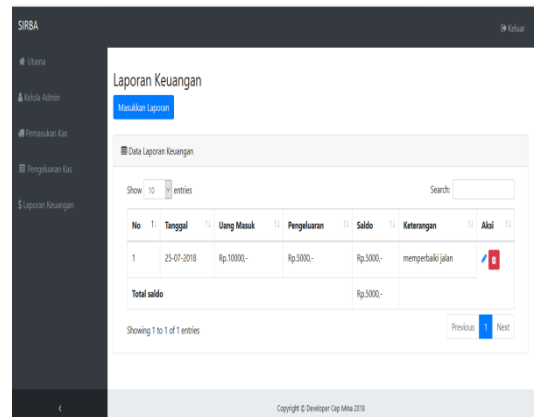 SIRBA
Keluar
Utama
Kelola Admin
Pemasukan Kas
Pengeluaran Kas
$ Laporan Keuangan
Laporan Keuangan
Masukkan Laporan
Data Laporan Keuangan
Show 10 entries Search:
No Tanggal Uang Masuk Pengeluaran Saldo Keterangan Aksi
1 25-07-2018 Rp.10000,- Rp.5000,- Rp.5000,- memperbaiki jalan
Total saldo Rp.5000,-
Showing 1 to 1 of 1 entries Previous 1 Next
Copyright © Developer Cep Mina 2018